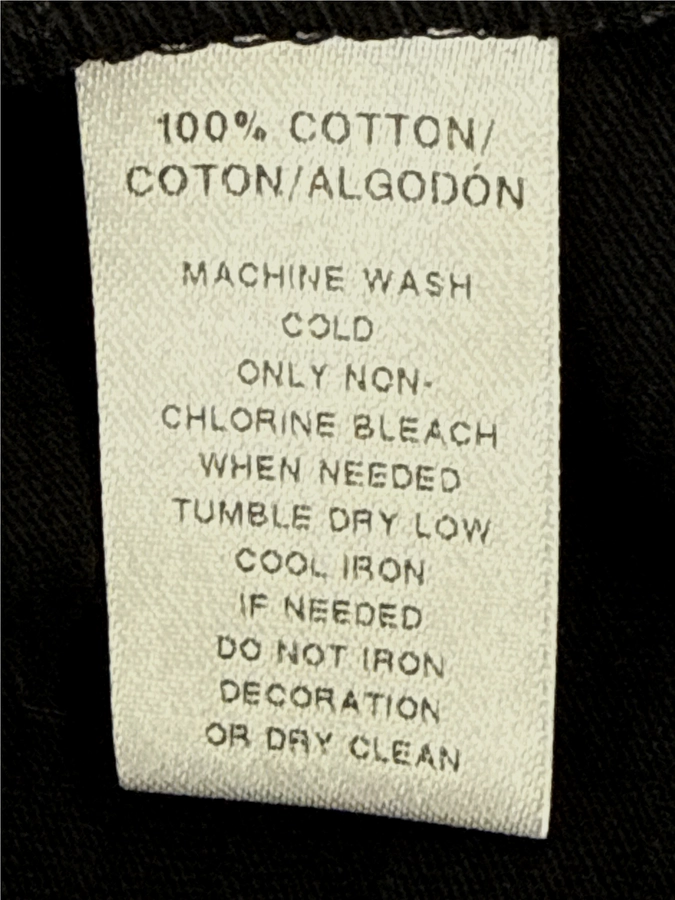 100% COTTON/
COTON/ALGODÓN
MACHINE WASH
COLD
ONLY NON-
CHLORINE BLEACH
WHEN NEEDED
TUMBLE DRY LOW
COOL IRON
IF NEEDED
DO NOT IRON
DECORATION
OR DRY CLEAN